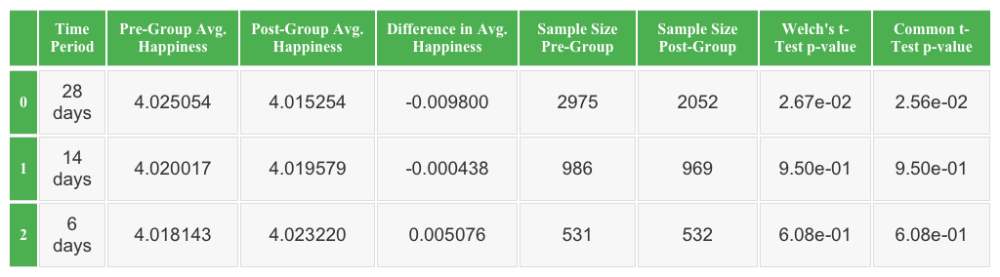 Time Period Pre-Group Avg. Happiness Post-Group Avg. Happiness Difference in Avg. Happiness Sample Size Pre-Group Sample Size Post-Group Welch's t-Test p-value Common t-Test p-value
0 28 days 4.025054 4.015254 -0.009800 2975 2052 2.67e-02 2.56e-02
1 14 days 4.020017 4.019579 -0.000438 986 969 9.50e-01 9.50e-01
2 6 days 4.018143 4.023220 0.005076 531 532 6.08e-01 6.08e-01